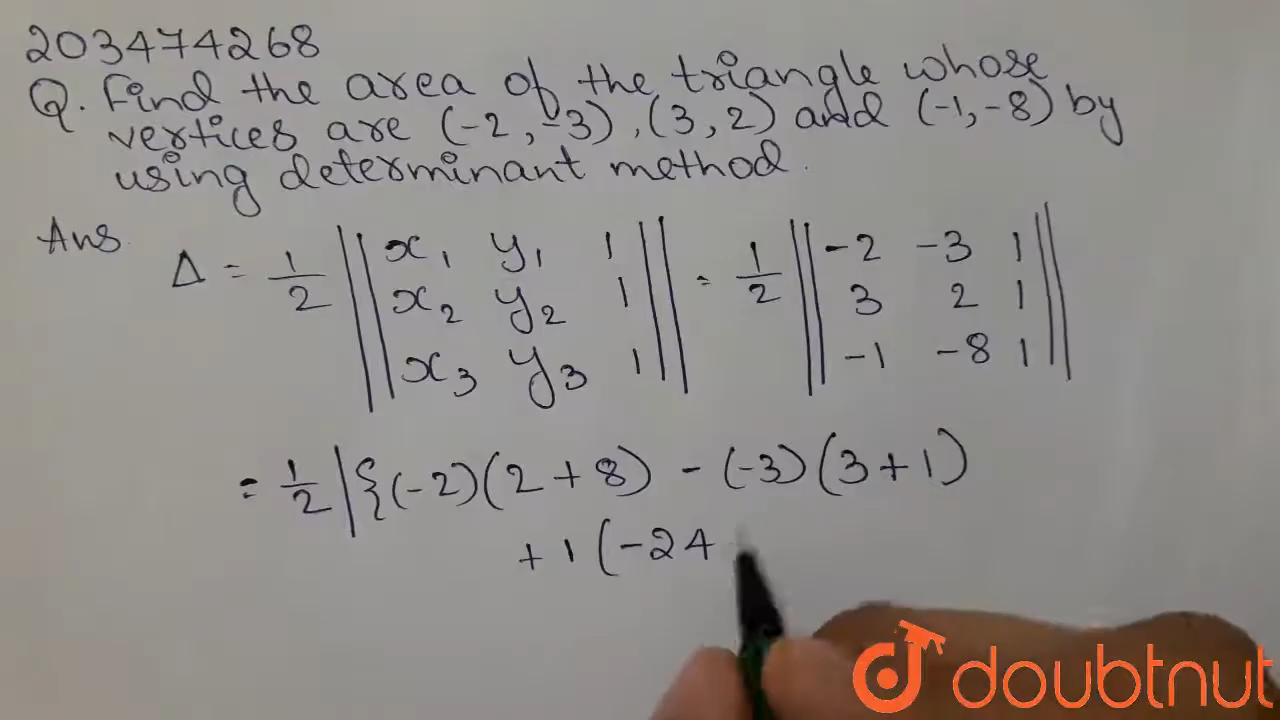 203474268
Q. Find the area of the triangle whose
vertices are (-2, -3), (3, 2) and (-1, -8) by
using determinant method.
Ans.
Δ = 1/2 || x₁ y₁ 1 || = 1/2 || -2 -3 1 ||
x₂ y₂ 1 3 2 1
x₃ y₃ 1 -1 -8 1
= 1/2 | { (-2) (2 + 8) - (-3) (3 + 1)
+ 1 (-24
doubtnut